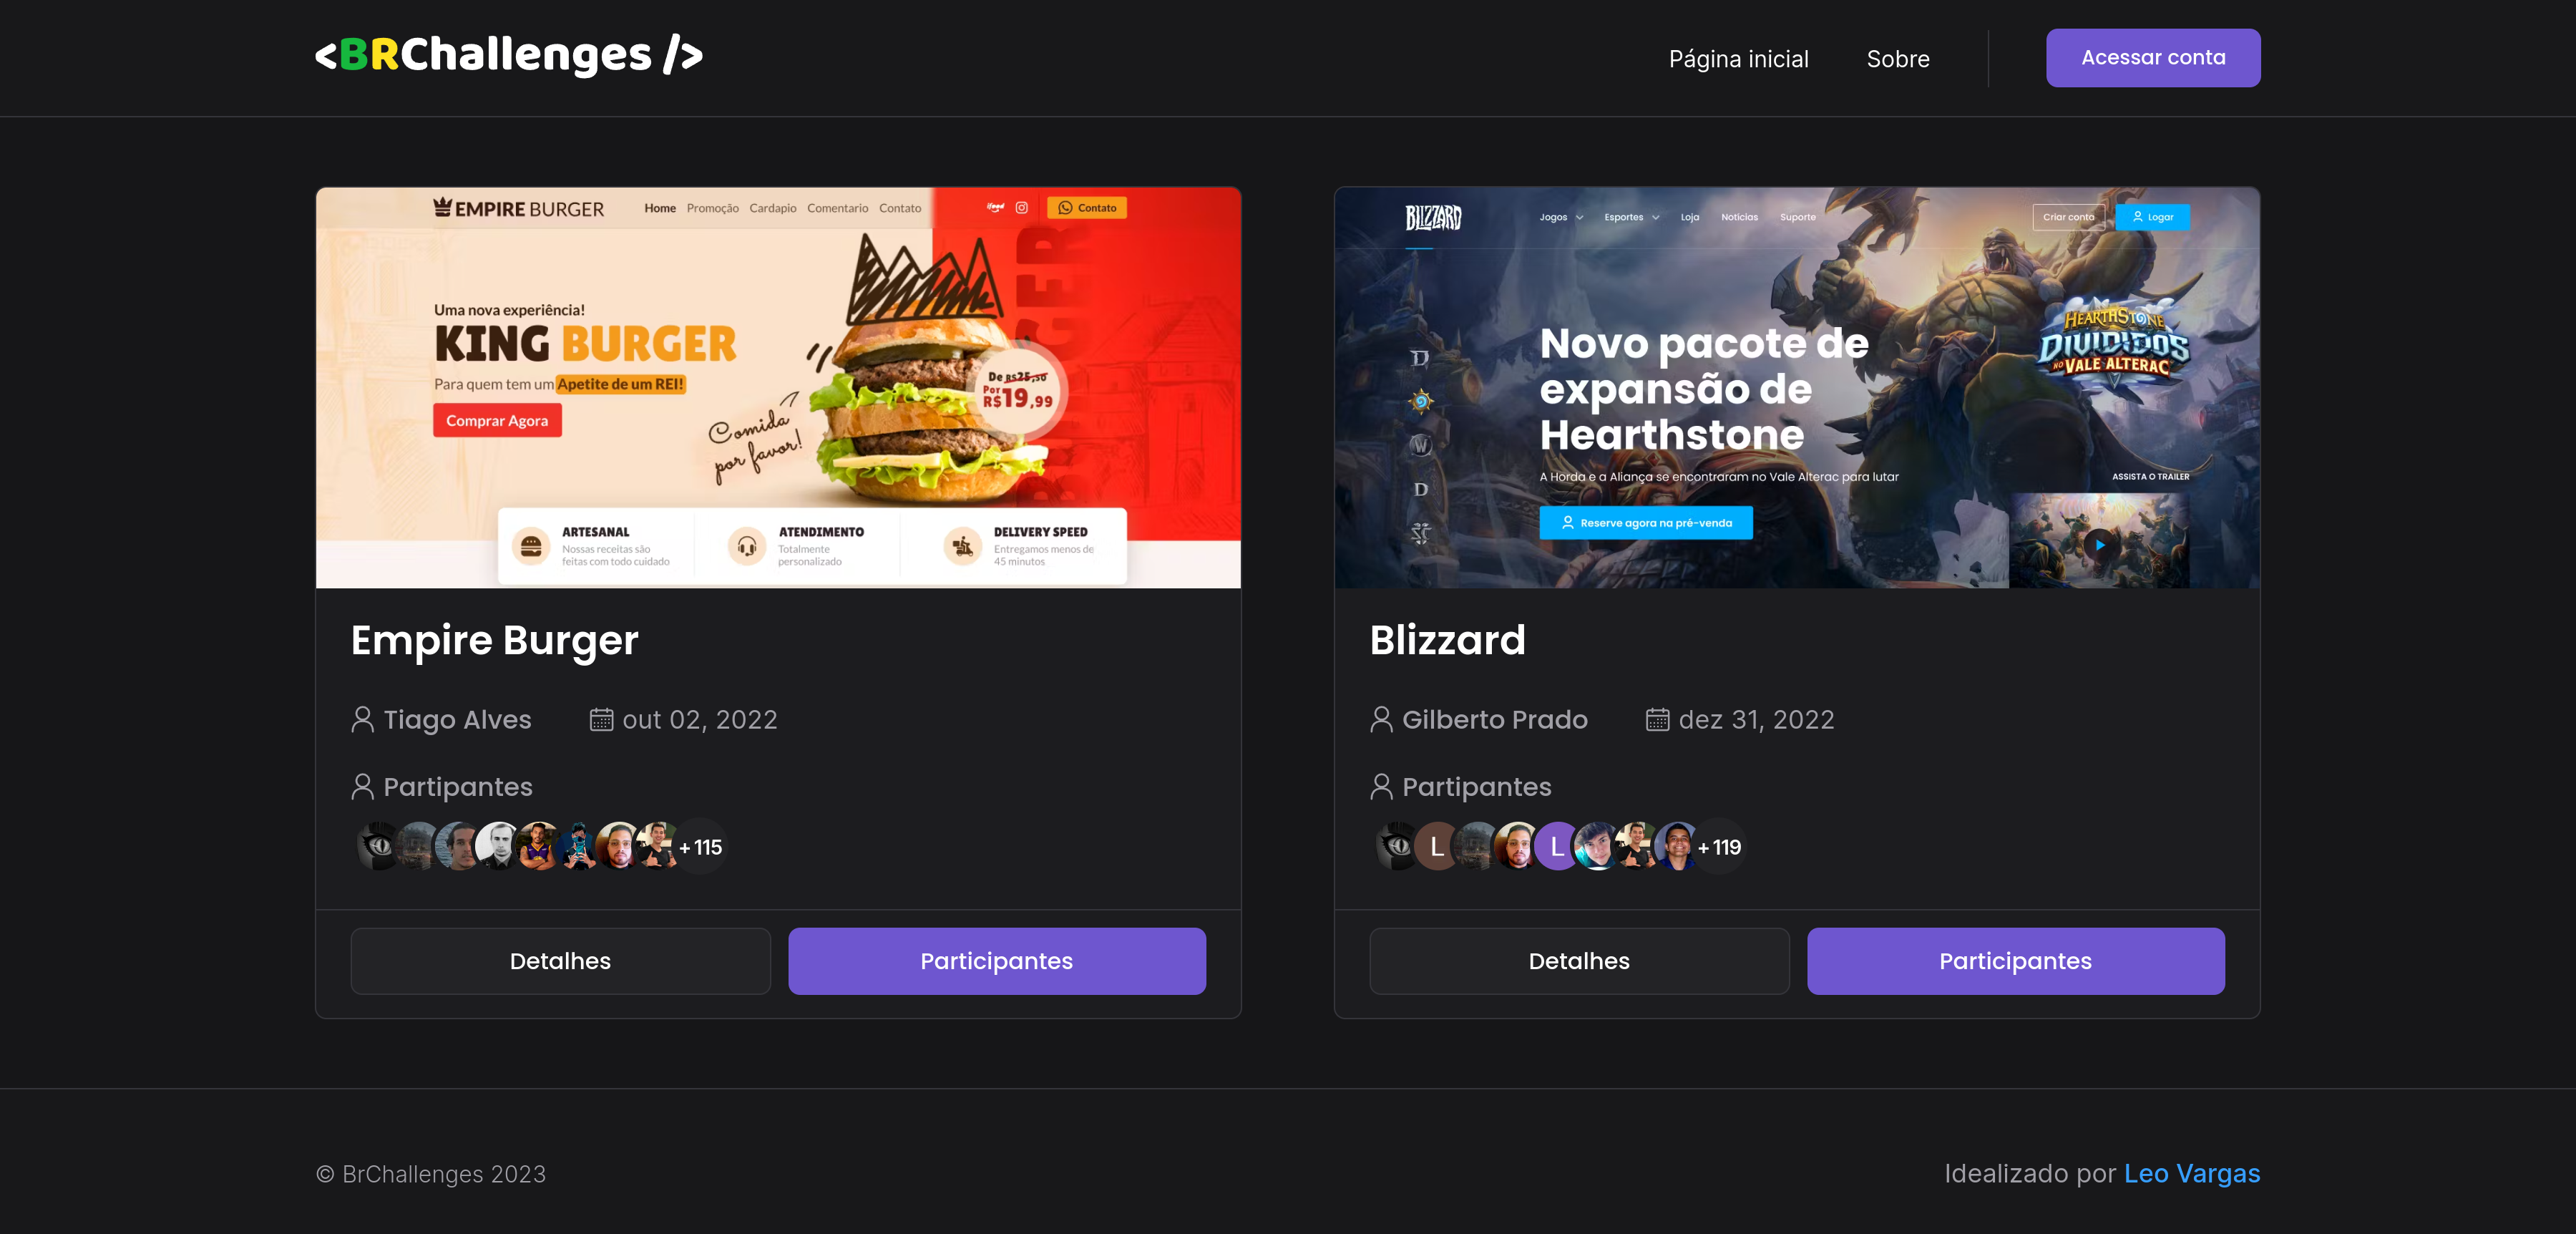 <BRChallenges />
Página inicial
Sobre
Acessar conta
EMPIRE BURGER
Home Promoção Cardapio Comentario Contato
ifood
Contato
Uma nova experiência!
KING BURGER
Para quem tem um Apetite de um REI!
Comprar Agora
Comida
por favor!
De R$25,50
Por
R$19,99
BURGER
ARTESANAL
Nossas receitas são
feitas com todo cuidado
ATENDIMENTO
Totalmente
personalizado
DELIVERY SPEED
Entregamos menos de
45 minutos
Empire Burger
Tiago Alves
out 02, 2022
Partipantes
+115
Detalhes
Participantes
BLIZZARD
Jogos Esportes Loja Notícias Suporte
Criar conta
Logar
Novo pacote de
expansão de
Hearthstone
A Horda e a Aliança se encontraram no Vale Alterac para lutar
Reserve agora na pré-venda
HEARTHSTONE
DIVIDIDOS
NO VALE ALTERAC
ASSISTA O TRAILER
Blizzard
Gilberto Prado
dez 31, 2022
Partipantes
L
L
+119
Detalhes
Participantes
© BrChallenges 2023
Idealizado por Leo Vargas